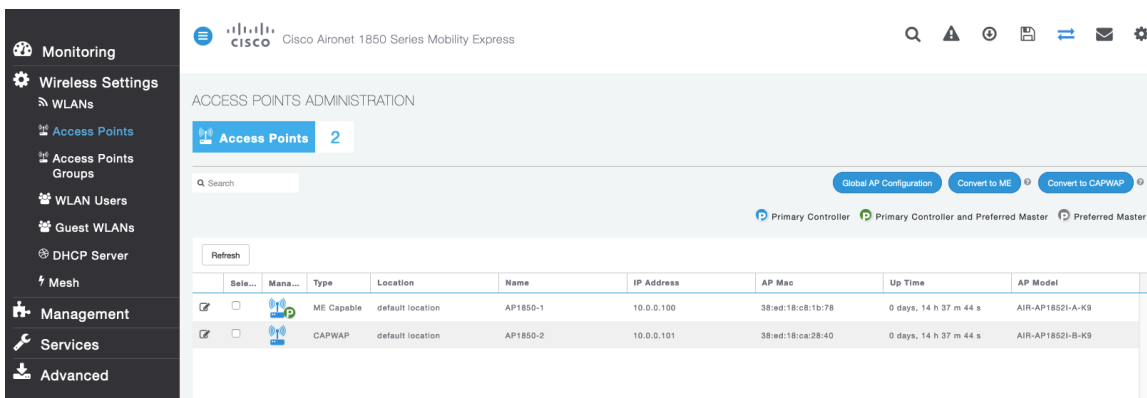 Monitoring
Wireless Settings
WLANs
Access Points
Access Points
Groups
WLAN Users
Guest WLANs
DHCP Server
Mesh
Management
Services
Advanced
CISCO Cisco Aironet 1850 Series Mobility Express
ACCESS POINTS ADMINISTRATION
Access Points 2
Search
Global AP Configuration Convert to ME Convert to CAPWAP
P Primary Controller P Primary Controller and Preferred Master P Preferred Master
Refresh
Sele... Mana... Type Location Name IP Address AP Mac Up Time AP Model
P ME Capable default location AP1850-1 10.0.0.100 38:ed:18:c8:1b:78 0 days, 14 h 37 m 44 s AIR-AP1852I-A-K9
CAPWAP default location AP1850-2 10.0.0.101 38:ed:18:ca:28:40 0 days, 14 h 37 m 44 s AIR-AP1852I-B-K9